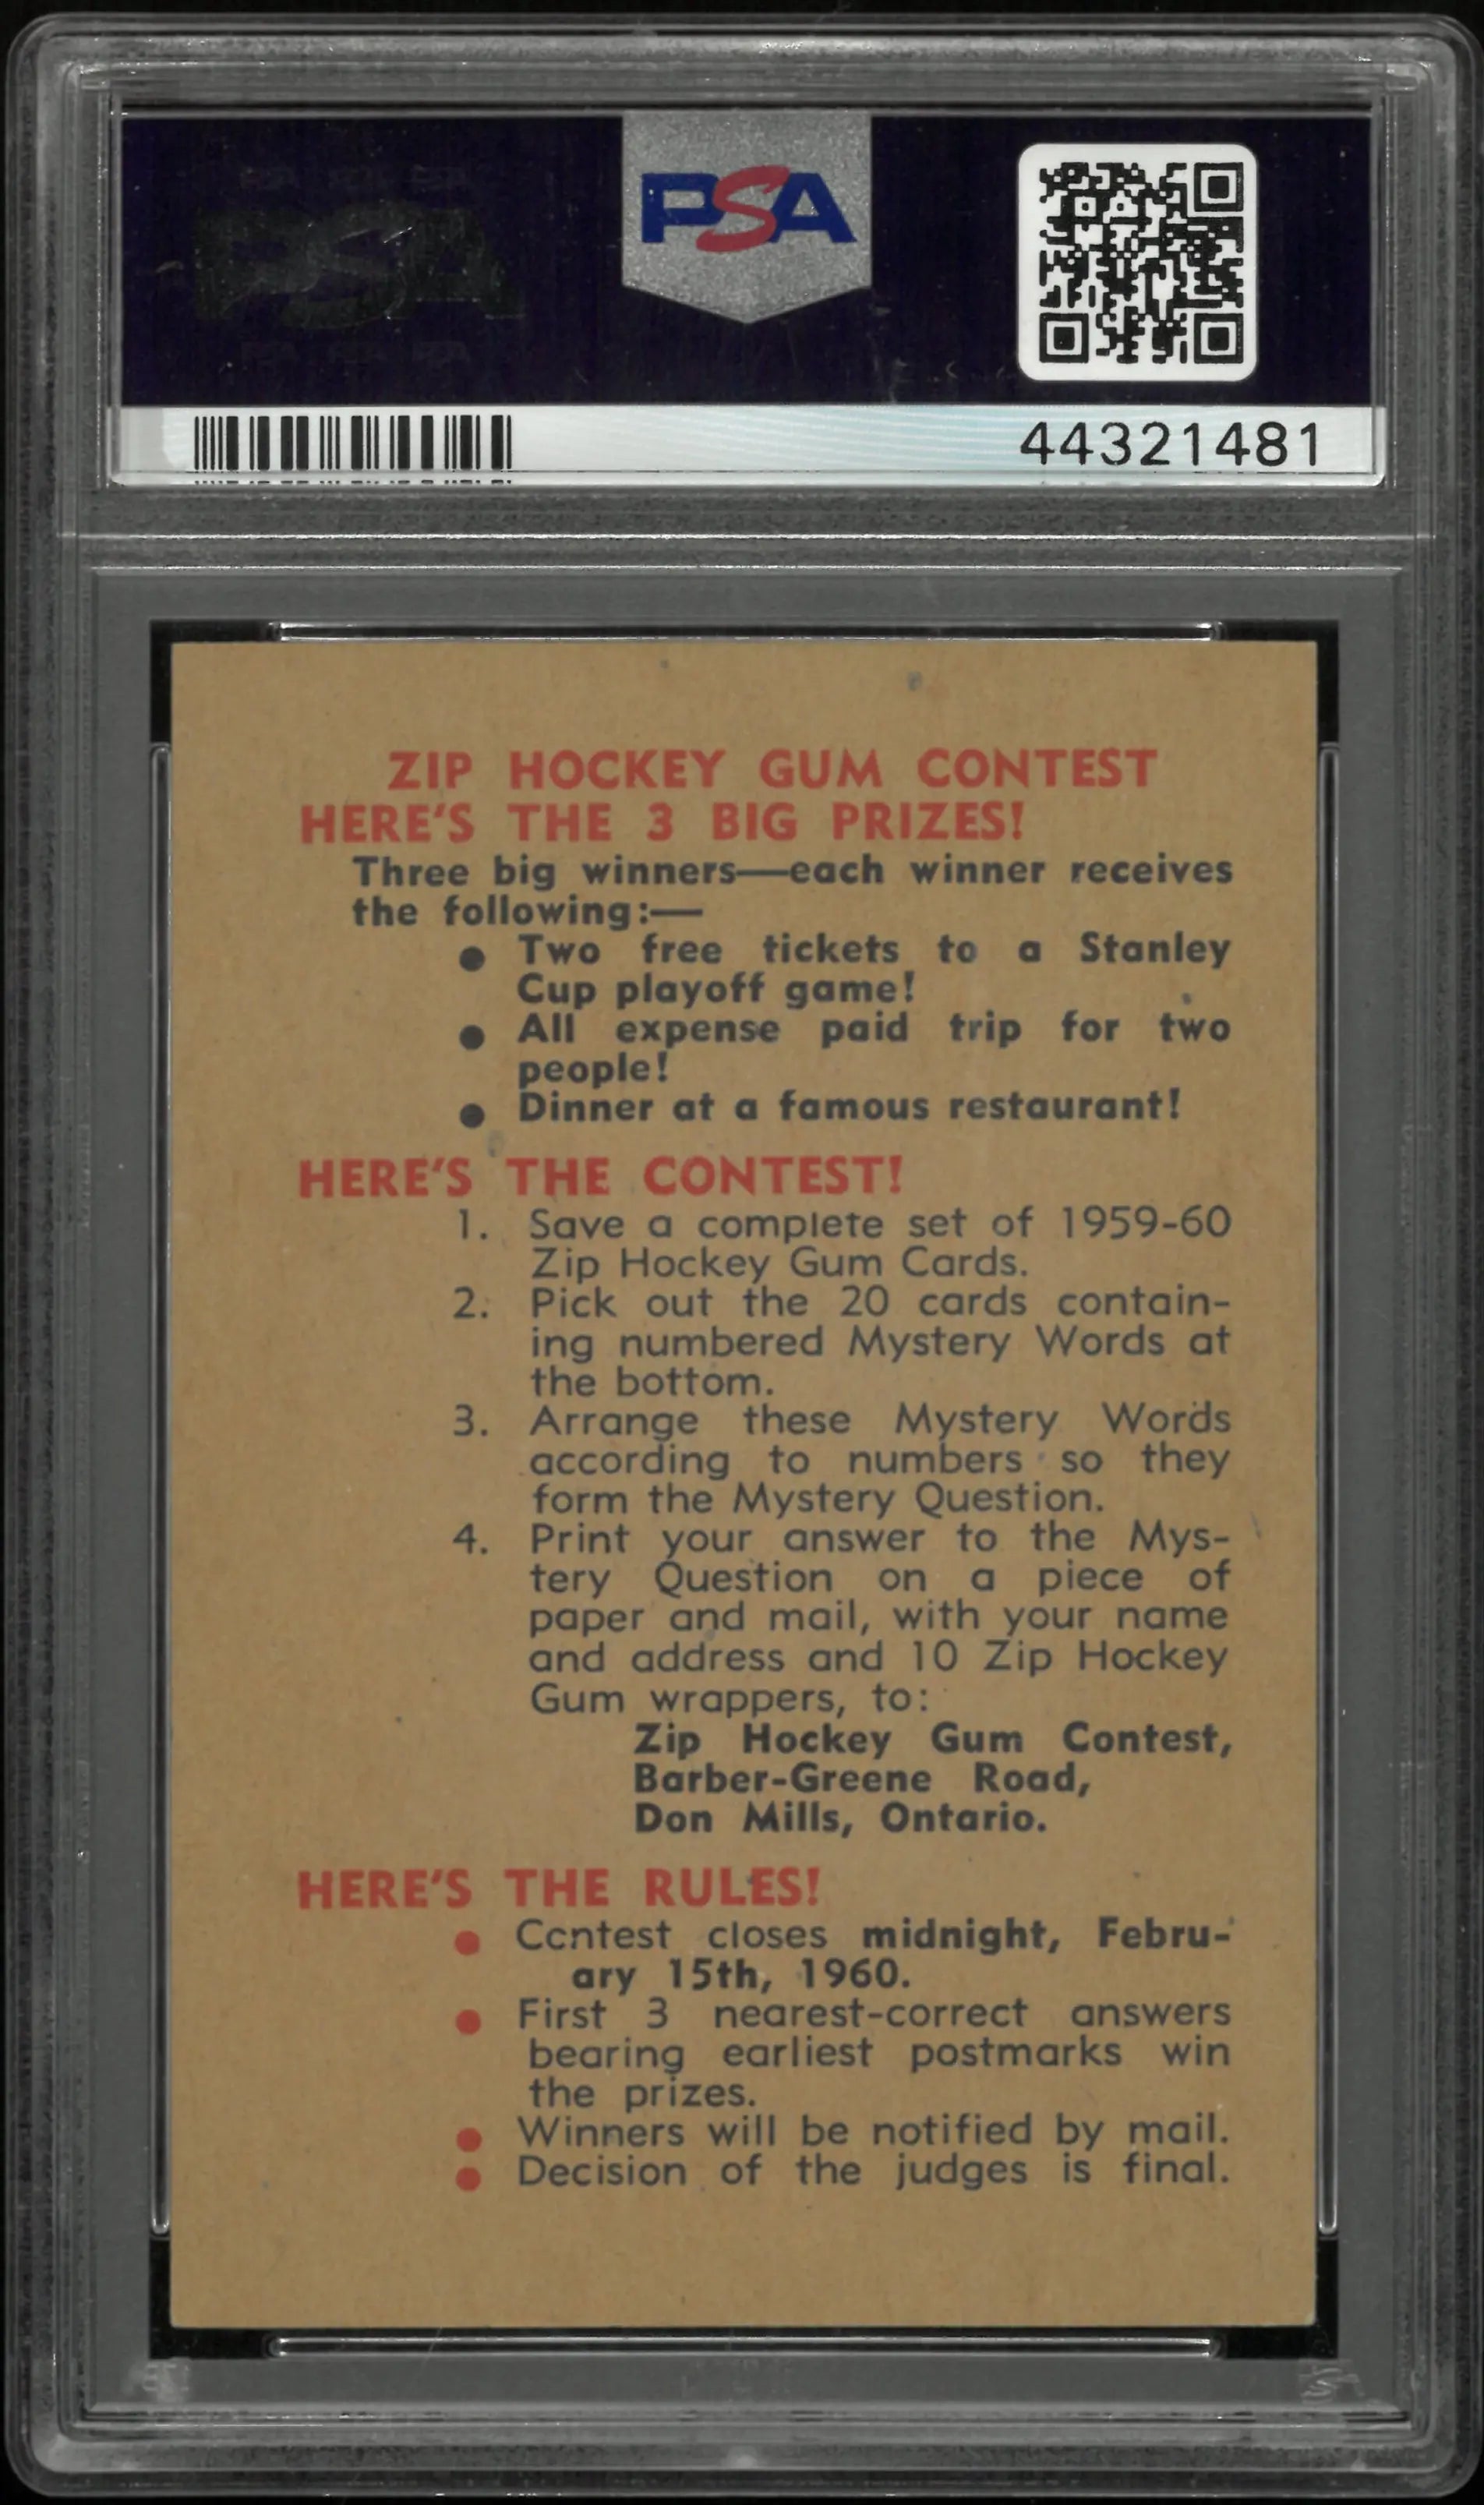 PSA
PSA
44321481
ZIP HOCKEY GUM CONTEST
HERE'S THE 3 BIG PRIZES!
Three big winners—each winner receives
the following:—
● Two free tickets to a Stanley
Cup playoff game!
● All expense paid trip for two
people!
● Dinner at a famous restaurant!
HERE'S THE CONTEST!
1. Save a complete set of 1959-60
Zip Hockey Gum Cards.
2. Pick out the 20 cards contain-
ing numbered Mystery Words at
the bottom.
3. Arrange these Mystery Words
according to numbers so they
form the Mystery Question.
4. Print your answer to the Mys-
tery Question on a piece of
paper and mail, with your name
and address and 10 Zip Hockey
Gum wrappers, to:
Zip Hockey Gum Contest,
Barber-Greene Road,
Don Mills, Ontario.
HERE'S THE RULES!
● Ccntest closes midnight, Febru-
ary 15th, 1960.
● First 3 nearest-correct answers
bearing earliest postmarks win
the prizes.
● Winners will be notified by mail.
● Decision of the judges is final.